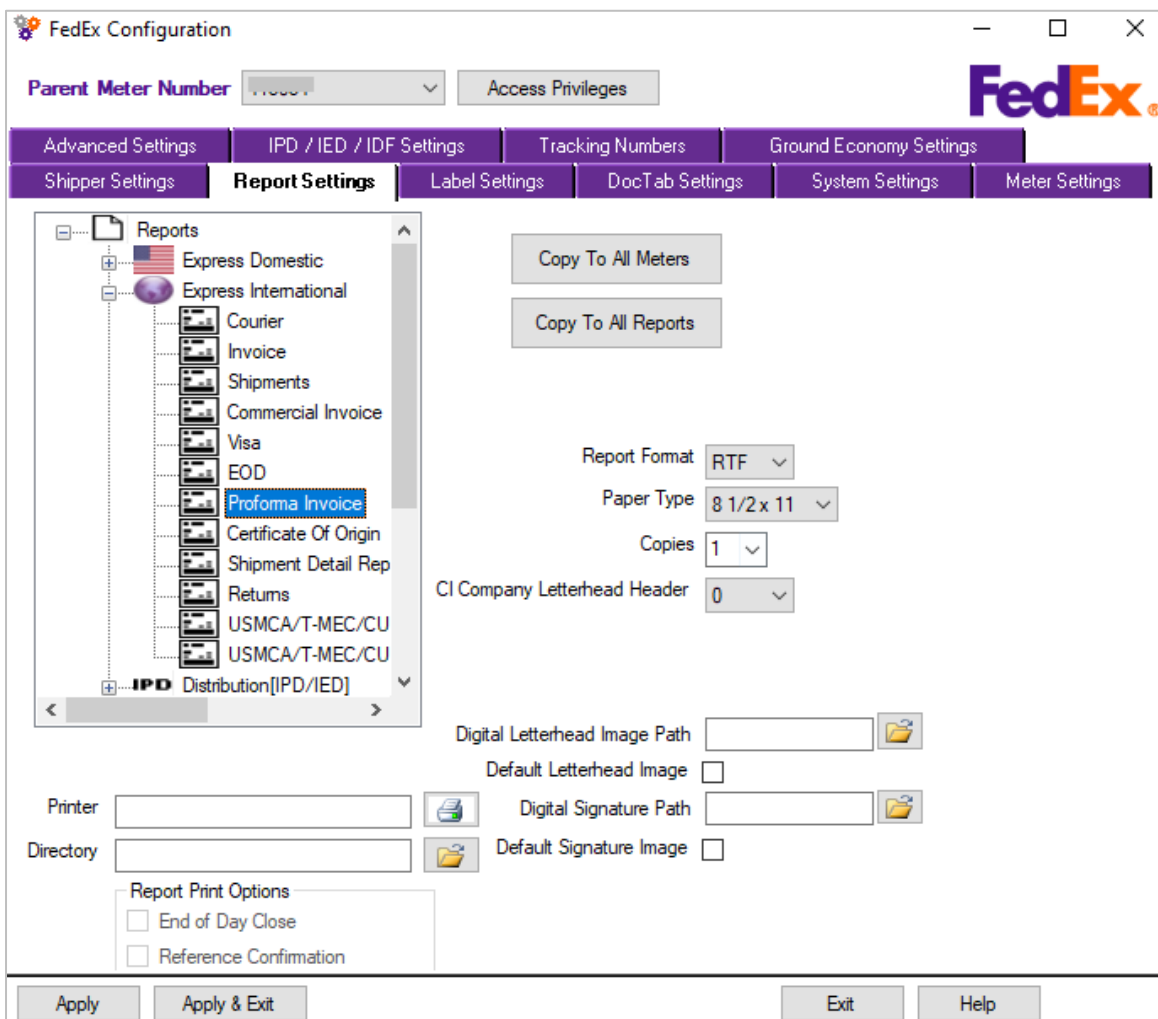 FedEx Configuration
Parent Meter Number
Access Privileges
FedEx ®
Advanced Settings
IPD / IED / IDF Settings
Tracking Numbers
Ground Economy Settings
Shipper Settings
Report Settings
Label Settings
DocTab Settings
System Settings
Meter Settings
Reports
Express Domestic
Express International
Courier
Invoice
Shipments
Commercial Invoice
Visa
EOD
Proforma Invoice
Certificate Of Origin
Shipment Detail Rep
Returns
USMCA/T-MEC/CU
USMCA/T-MEC/CU
IPD Distribution[IPD/IED]
Copy To All Meters
Copy To All Reports
Report Format RTF
Paper Type 8 1/2 x 11
Copies 1
CI Company Letterhead Header 0
Digital Letterhead Image Path
Default Letterhead Image
Printer
Digital Signature Path
Directory
Default Signature Image
Report Print Options
End of Day Close
Reference Confirmation
Apply
Apply & Exit
Exit
Help